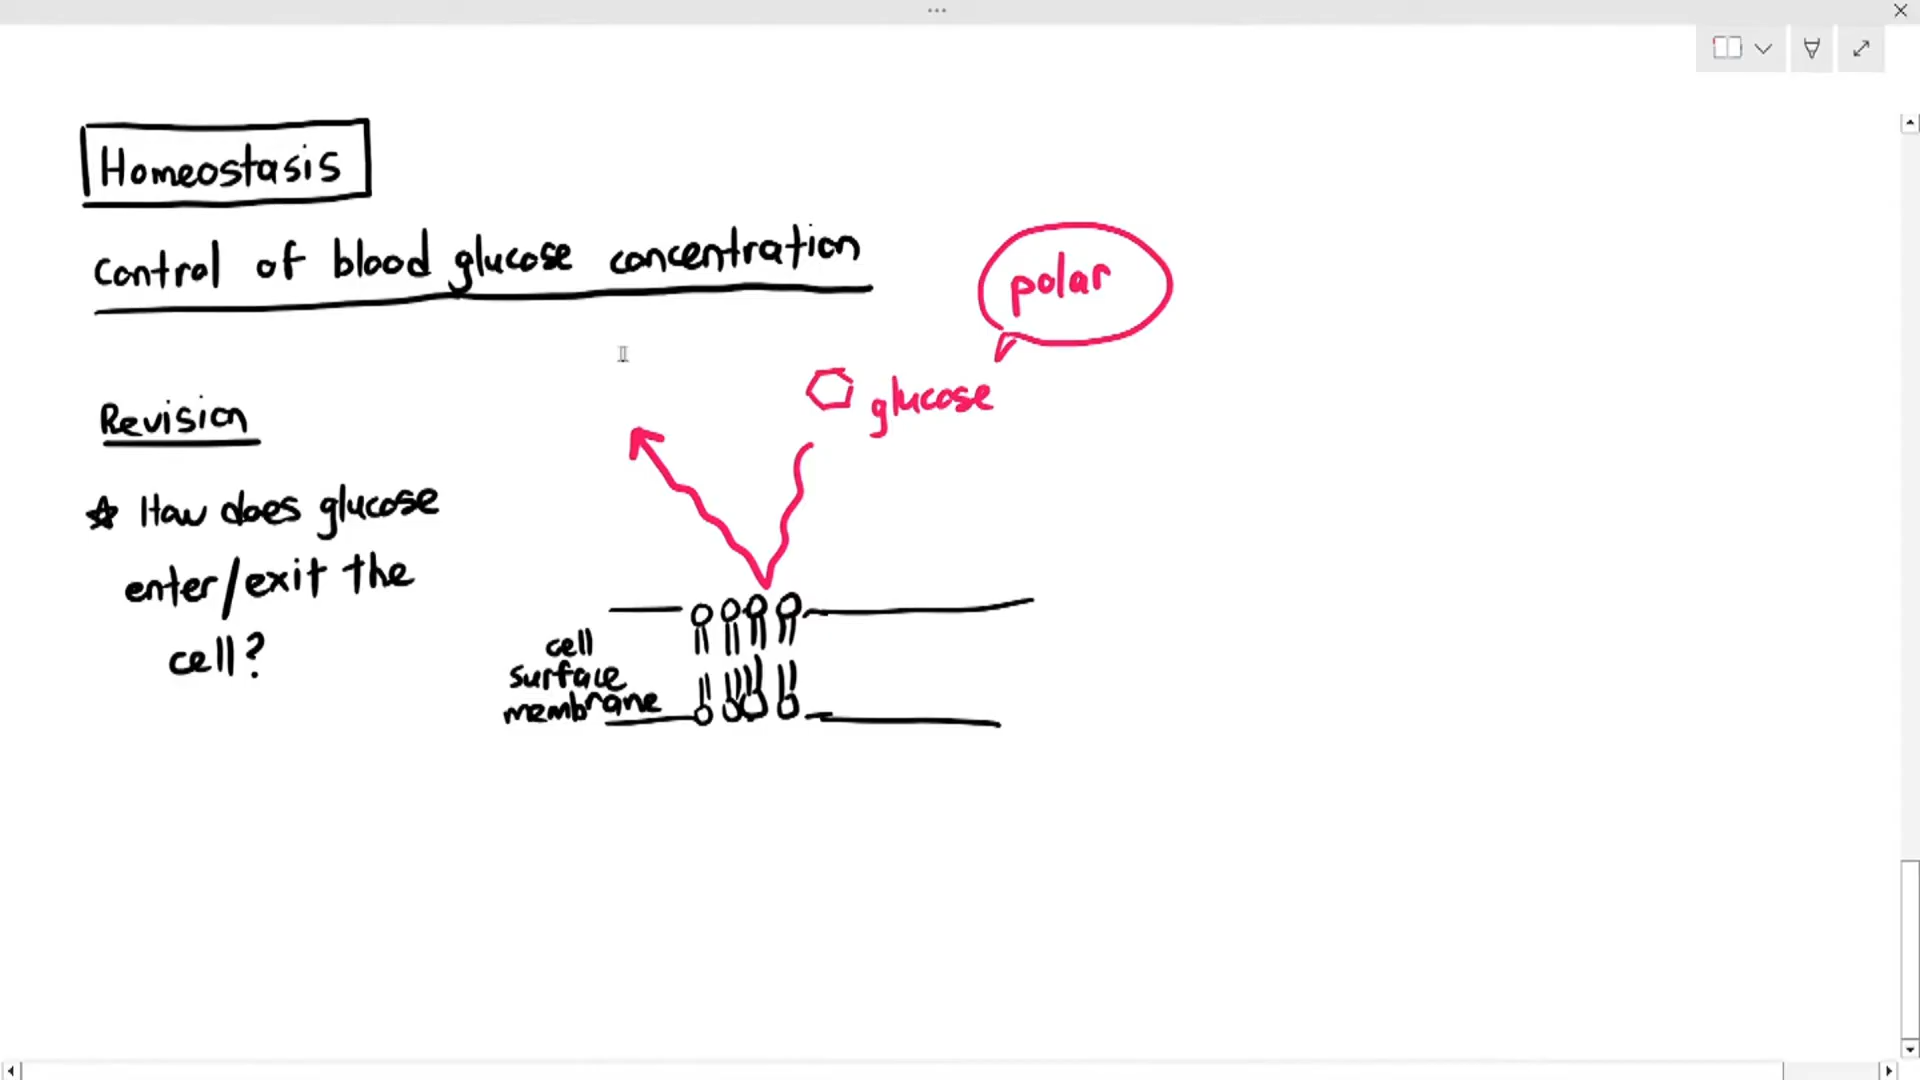 Homeostasis
control of blood glucose concentration
polar
glucose
Revision
☆ How does glucose
enter/exit the
cell?
cell
surface
membrane